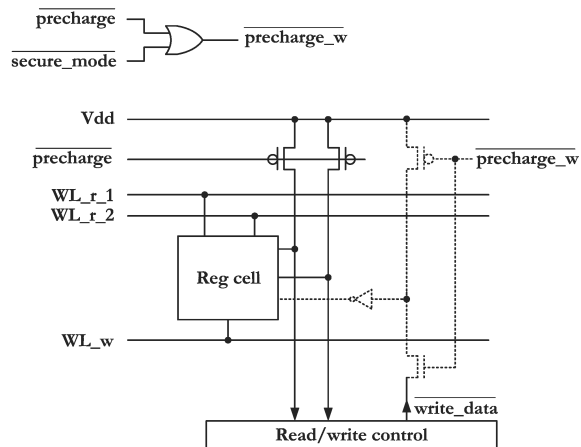 precharge
secure_mode
precharge_w
Vdd
precharge
precharge_w
WL_r_1
WL_r_2
Reg cell
WL_w
write_data
Read/write control